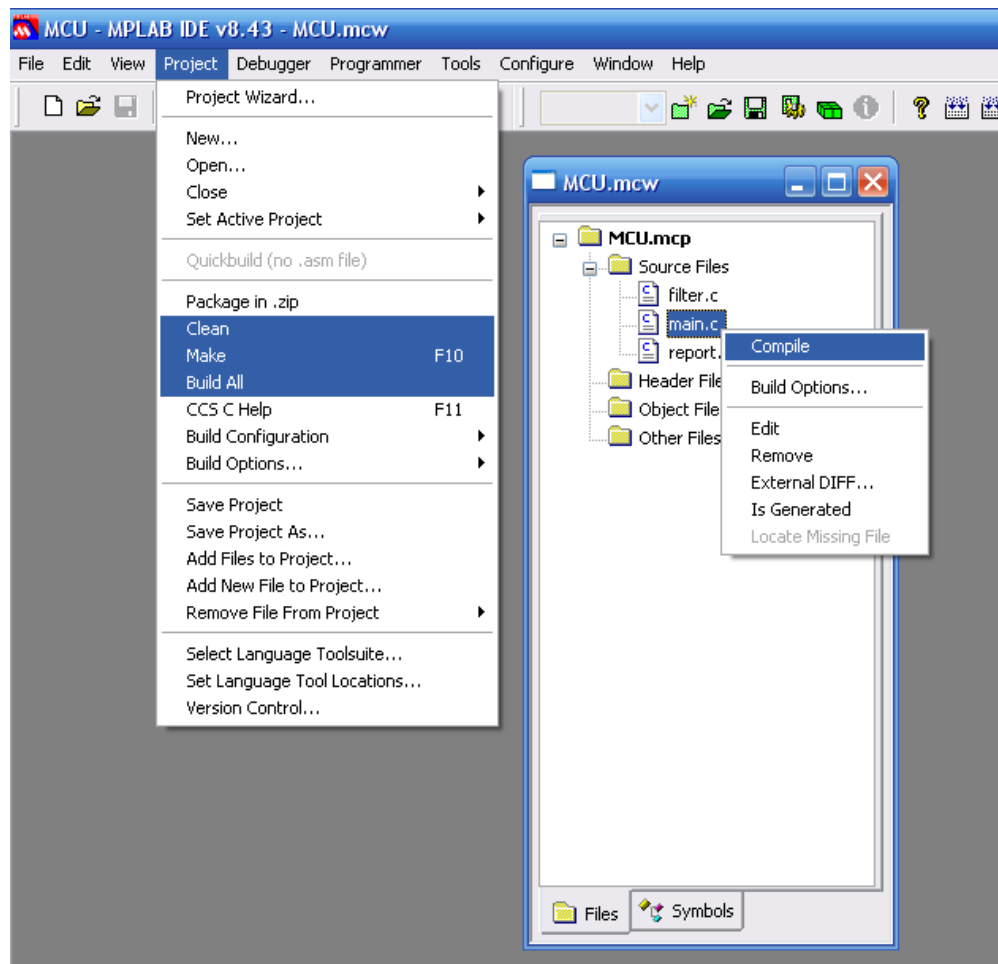 MCU - MPLAB IDE v8.43 - MCU.mcw
File Edit View Project Debugger Programmer Tools Configure Window Help
Project Wizard...
New...
Open...
Close
Set Active Project
Quickbuild (no .asm file)
Package in .zip
Clean
Make F10
Build All
CCS C Help F11
Build Configuration
Build Options...
Save Project
Save Project As...
Add Files to Project...
Add New File to Project...
Remove File From Project
Select Language Toolsuite...
Set Language Tool Locations...
Version Control...
MCU.mcw
MCU.mcp
Source Files
filter.c
main.c
report.
Header File
Object File
Other Files
Compile
Build Options...
Edit
Remove
External DIFF...
Is Generated
Locate Missing File
Files Symbols